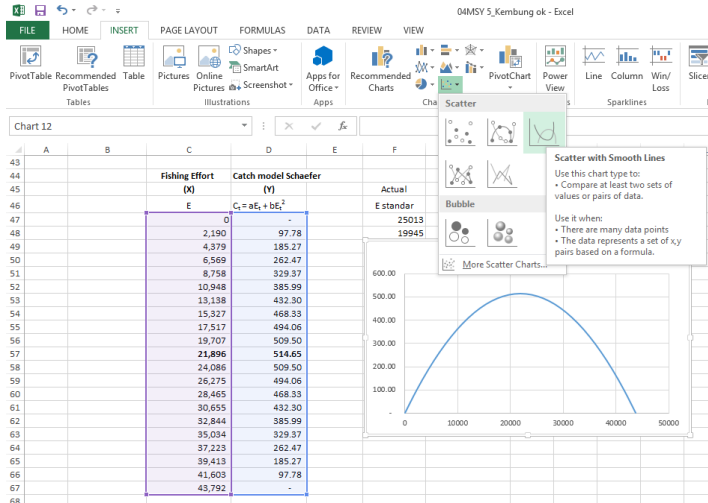 04MSY 5_Kembung ok - Excel
FILE HOME INSERT PAGE LAYOUT FORMULAS DATA REVIEW VIEW
PivotTable Recommended PivotTables Table
Tables
Pictures Online Pictures Shapes SmartArt Screenshot
Illustrations
Apps for Office
Apps
Recommended Charts
Cha
PivotChart
Power View
s
Line Column Win/Loss
Sparklines
Slicer
Chart 12
fx
Scatter
Bubble
More Scatter Charts...
Scatter with Smooth Lines
Use this chart type to:
• Compare at least two sets of
values or pairs of data.
Use it when:
• There are many data points
• The data represents a set of x,y
pairs based on a formula.
A B C D E F
43
44 Fishing Effort Catch model Schaefer
45 (X) (Y) Actual
46 E Ct = aEt + bEt2 E standar
47 0 - 25013
48 2,190 97.78 19945
49 4,379 185.27
50 6,569 262.47
51 8,758 329.37
52 10,948 385.99
53 13,138 432.30
54 15,327 468.33
55 17,517 494.06
56 19,707 509.50
57 21,896 514.65
58 24,086 509.50
59 26,275 494.06
60 28,465 468.33
61 30,655 432.30
62 32,844 385.99
63 35,034 329.37
64 37,223 262.47
65 39,413 185.27
66 41,603 97.78
67 43,792 -
68
600.00
500.00
400.00
300.00
200.00
100.00
-
0 10000 20000 30000 40000 50000